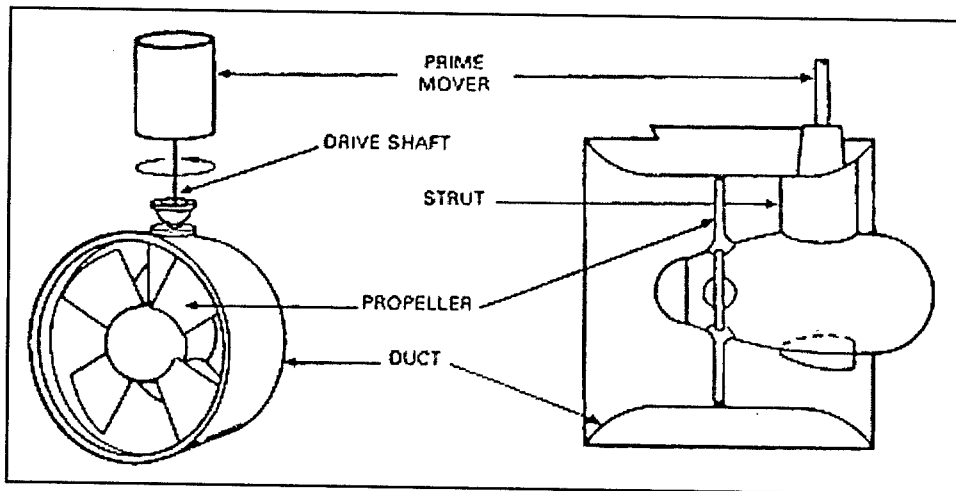 PRIME
MOVER
DRIVE SHAFT
STRUT
PROPELLER
DUCT